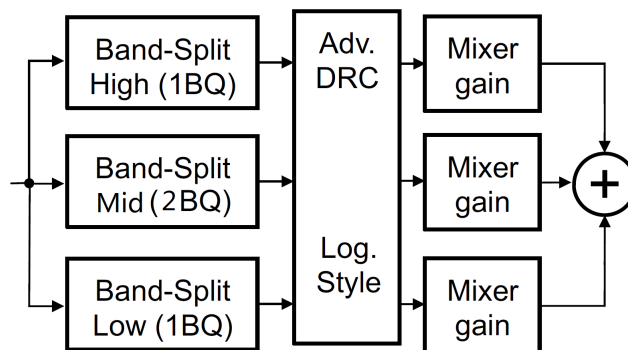 Band-Split
High (1BQ)
Adv.
DRC
Mixer
gain
Band-Split
Mid (2BQ)
Mixer
gain
+
Band-Split
Low (1BQ)
Log.
Style
Mixer
gain